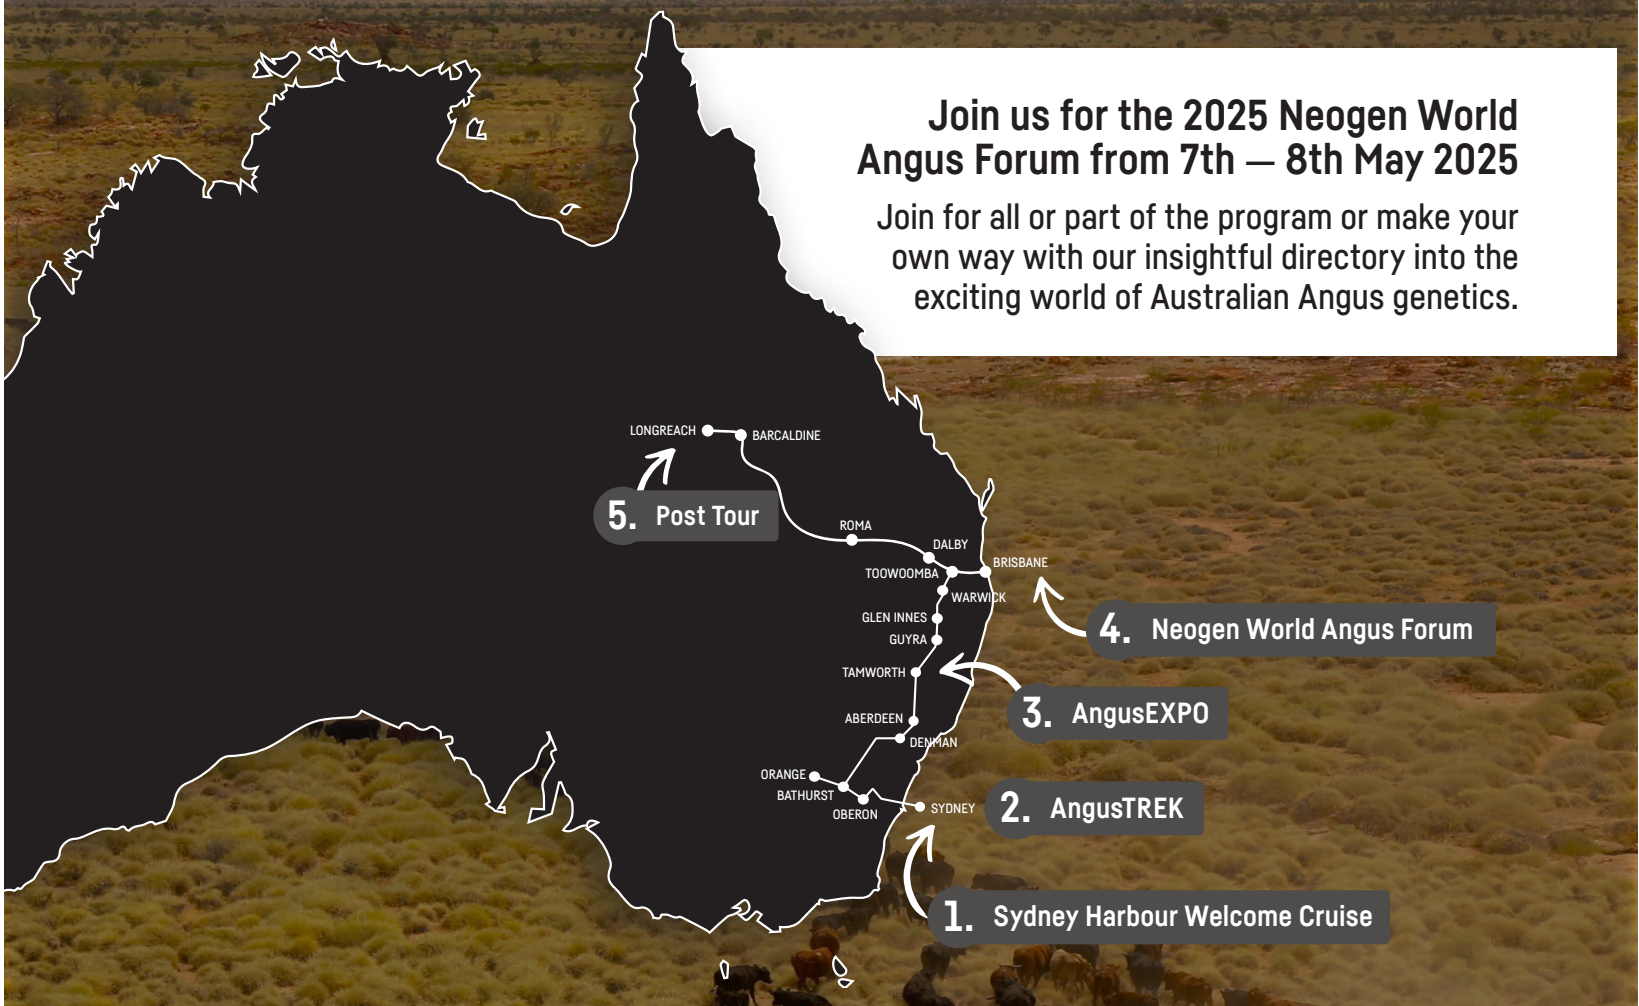 Join us for the 2025 Neogen World
Angus Forum from 7th — 8th May 2025
Join for all or part of the program or make your
own way with our insightful directory into the
exciting world of Australian Angus genetics.
LONGREACH
BARCALDINE
5. Post Tour
ROMA
DALBY
BRISBANE
TOOWOOMBA
WARWICK
GLEN INNES
4. Neogen World Angus Forum
GUYRA
TAMWORTH
3. AngusEXPO
ABERDEEN
DENMAN
ORANGE
BATHURST
OBERON
SYDNEY
2. AngusTREK
1. Sydney Harbour Welcome Cruise